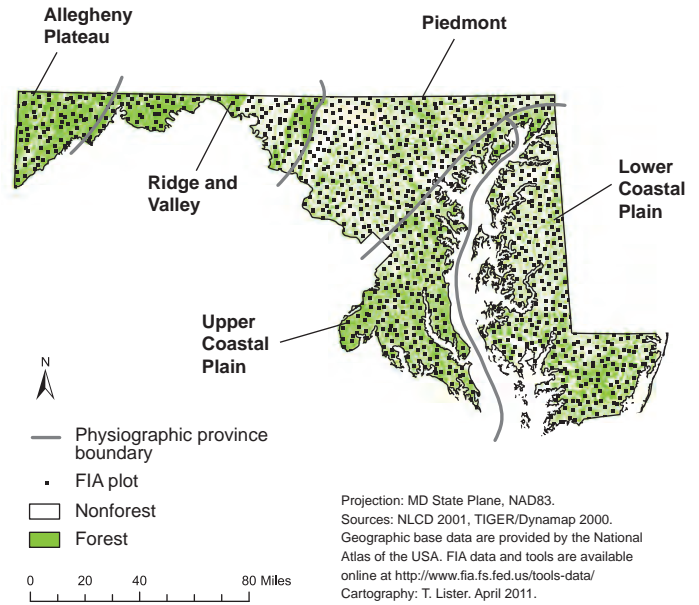 Allegheny
Plateau
Piedmont
Ridge and
Valley
Lower
Coastal
Plain
Upper
Coastal
Plain
N
Physiographic province
boundary
FIA plot
Nonforest
Forest
0 20 40 80 Miles
Projection: MD State Plane, NAD83.
Sources: NLCD 2001, TIGER/Dynamap 2000.
Geographic base data are provided by the National
Atlas of the USA. FIA data and tools are available
online at http://www.fia.fs.fed.us/tools-data/
Cartography: T. Lister. April 2011.